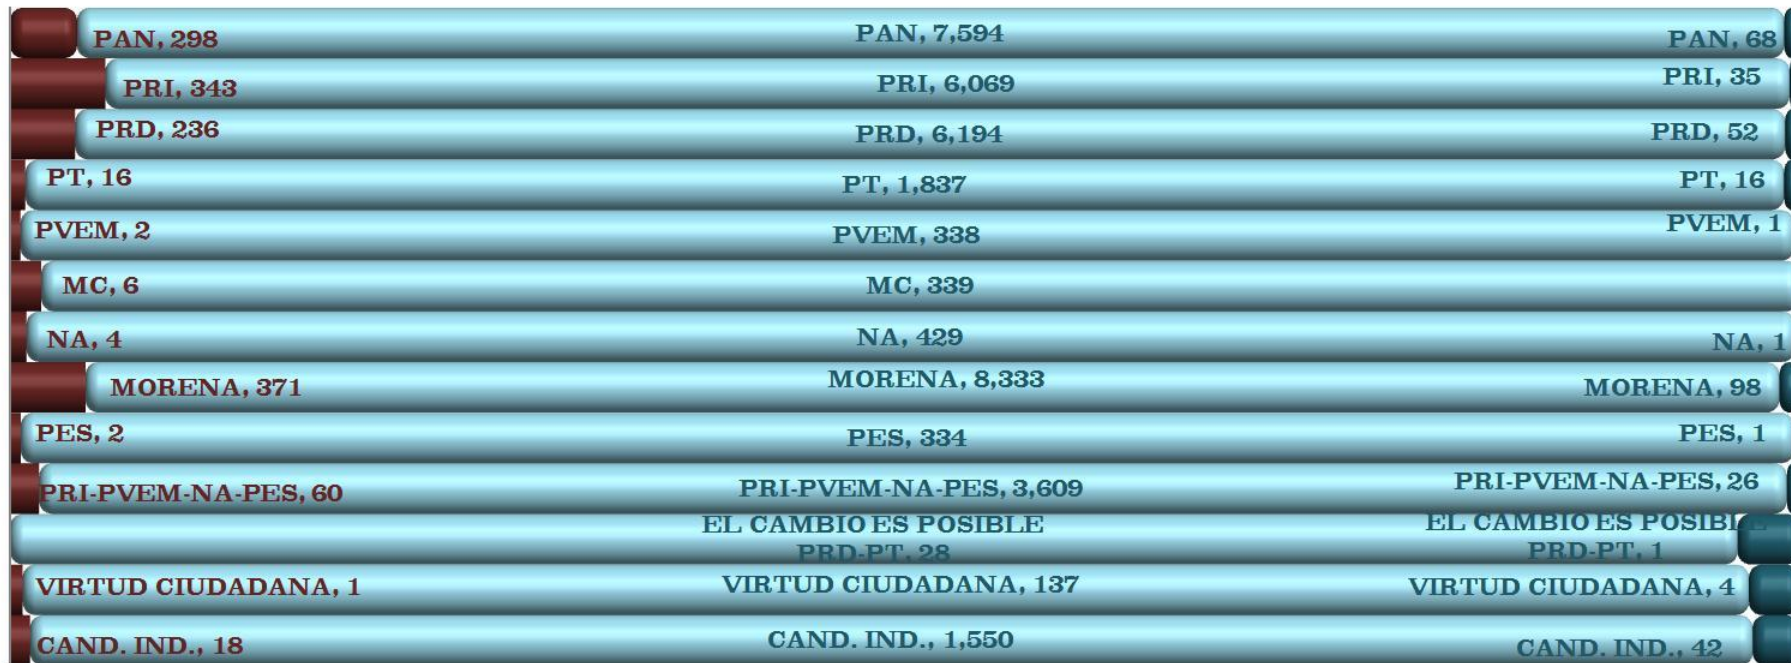 PAN, 298 PAN, 7,594 PAN, 68
PRI, 343 PRI, 6,069 PRI, 35
PRD, 236 PRD, 6,194 PRD, 52
PT, 16 PT, 1,837 PT, 16
PVEM, 2 PVEM, 338 PVEM, 1
MC, 6 MC, 339
NA, 4 NA, 429 NA, 1
MORENA, 371 MORENA, 8,333 MORENA, 98
PES, 2 PES, 334 PES, 1
PRI-PVEM-NA-PES, 60 PRI-PVEM-NA-PES, 3,609 PRI-PVEM-NA-PES, 26
EL CAMBIO ES POSIBLE EL CAMBIO ES POSIBLE
PRD-PT, 28 PRD-PT, 1
VIRTUD CIUDADANA, 1 VIRTUD CIUDADANA, 137 VIRTUD CIUDADANA, 4
CAND. IND., 18 CAND. IND., 1,550 CAND. IND., 42